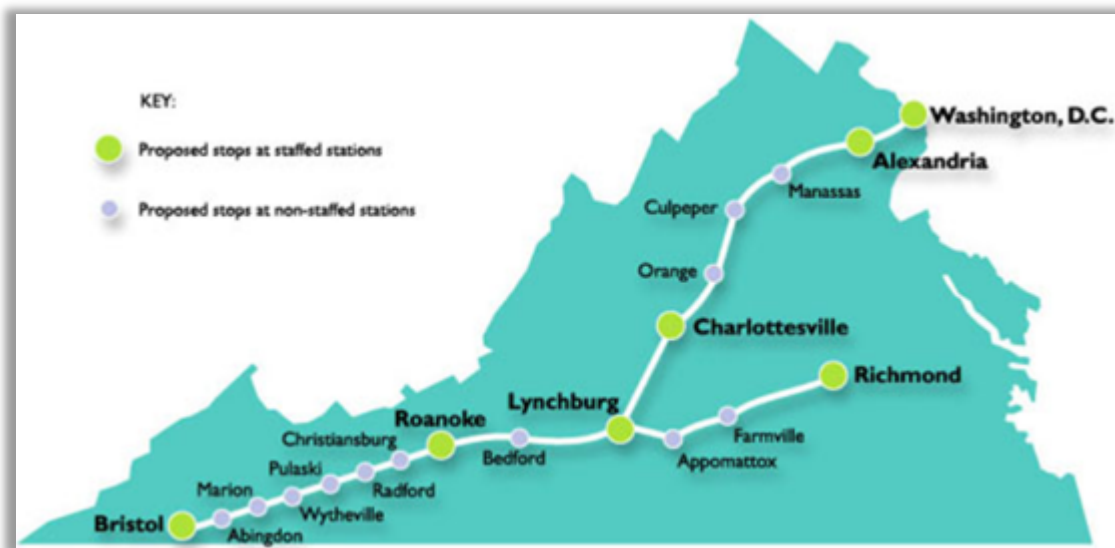 KEY:
Proposed stops at staffed stations
Proposed stops at non-staffed stations
Washington, D.C.
Alexandria
Manassas
Culpeper
Orange
Charlottesville
Richmond
Lynchburg
Farmville
Appomattox
Roanoke
Bedford
Christiansburg
Radford
Pulaski
Wytheville
Marion
Abingdon
Bristol